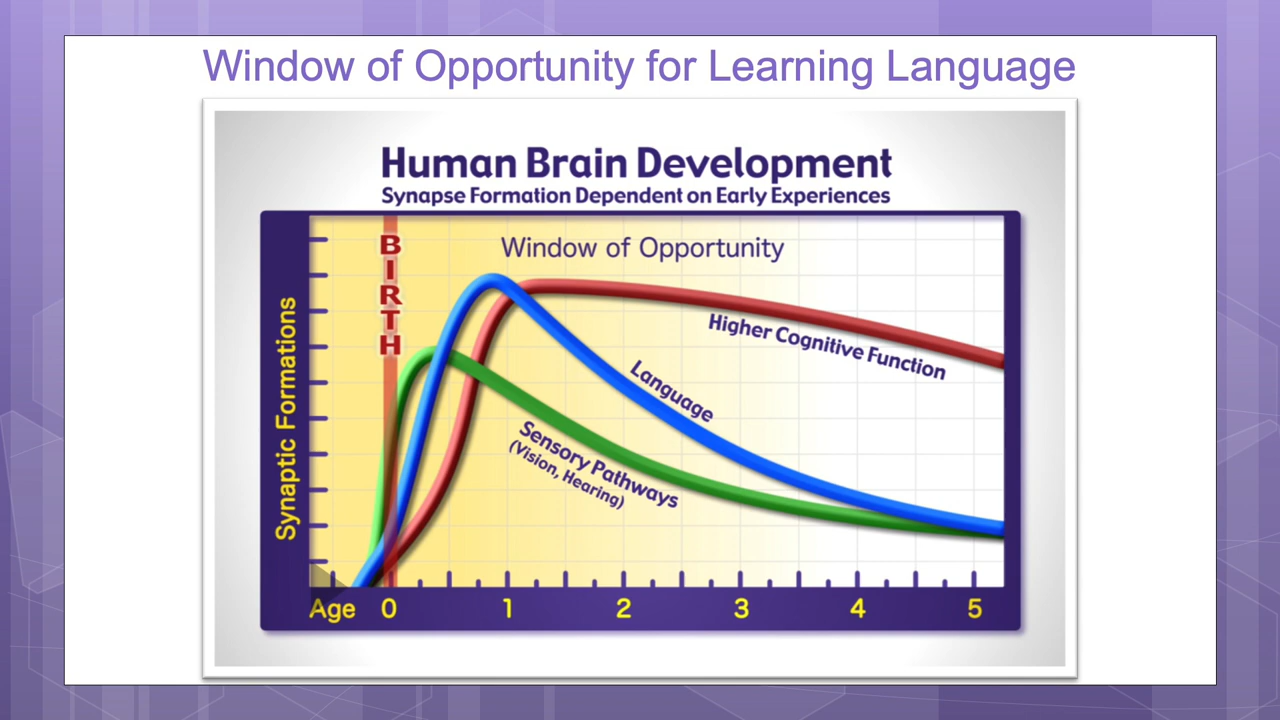 Window of Opportunity for Learning Language
Human Brain Development
Synapse Formation Dependent on Early Experiences
BIRTH
Window of Opportunity
Higher Cognitive Function
Language
Sensory Pathways
(Vision, Hearing)
Synaptic Formations
Age 0 1 2 3 4 5